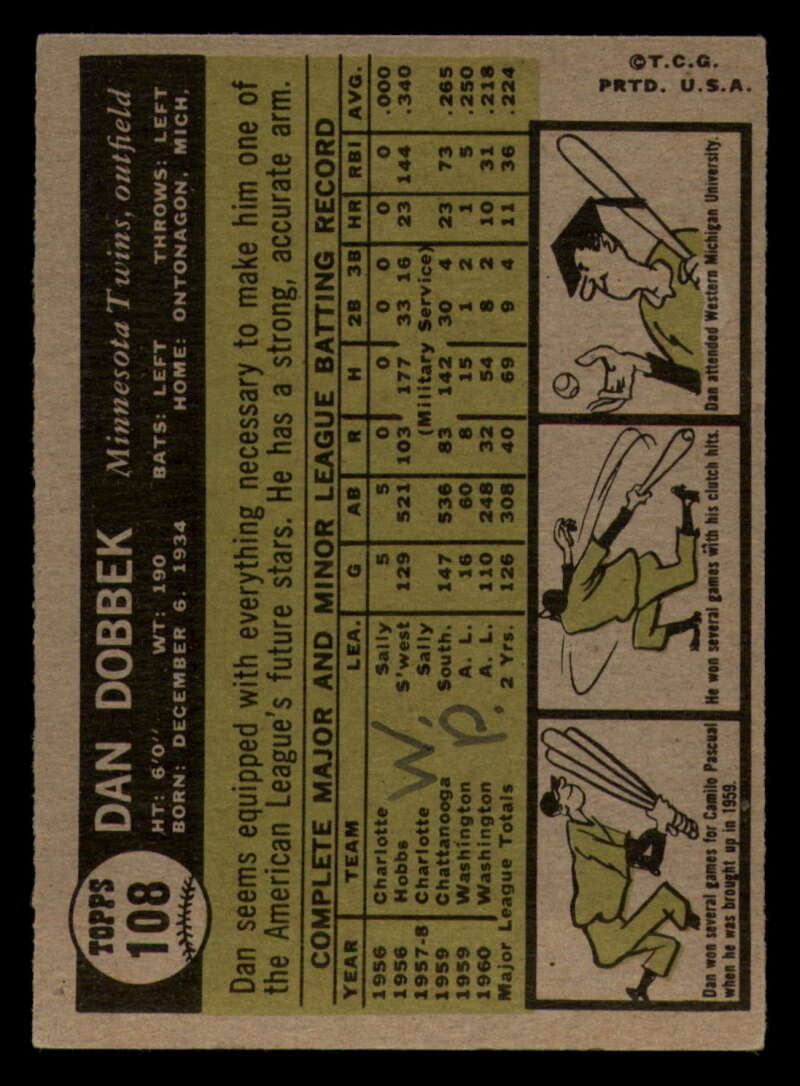 TOPPS
108
DAN DOBBEK Minnesota Twins, outfield
HT: 6'0" WT: 190 BATS: LEFT THROWS: LEFT
BORN: DECEMBER 6, 1934 HOME: ONTONAGON, MICH.
Dan seems equipped with everything necessary to make him one of
the American League's future stars. He has a strong, accurate arm.
COMPLETE MAJOR AND MINOR LEAGUE BATTING RECORD
YEAR TEAM LEA. G AB R H 2B 3B HR RBI AVG.
1956 Charlotte Sally 5 5 0 0 0 0 0 0 .000
1956 Hobbs S'west 129 521 103 177 33 16 23 144 .340
1957-8 Charlotte Sally (Military Service)
1959 Chattanooga South. 147 536 83 142 30 4 23 73 .265
1959 Washington A. L. 16 60 8 15 1 2 1 5 .250
1960 Washington A. L. 110 248 32 54 8 2 10 31 .218
Major League Totals 2 Yrs. 126 308 40 69 9 4 11 36 .224
W.
P.
Dan won several games for Camilo Pascual
when he was brought up in 1959.
He won several games with his clutch hits.
Dan attended Western Michigan University.
©T.C.G.
PRTD. U.S.A.